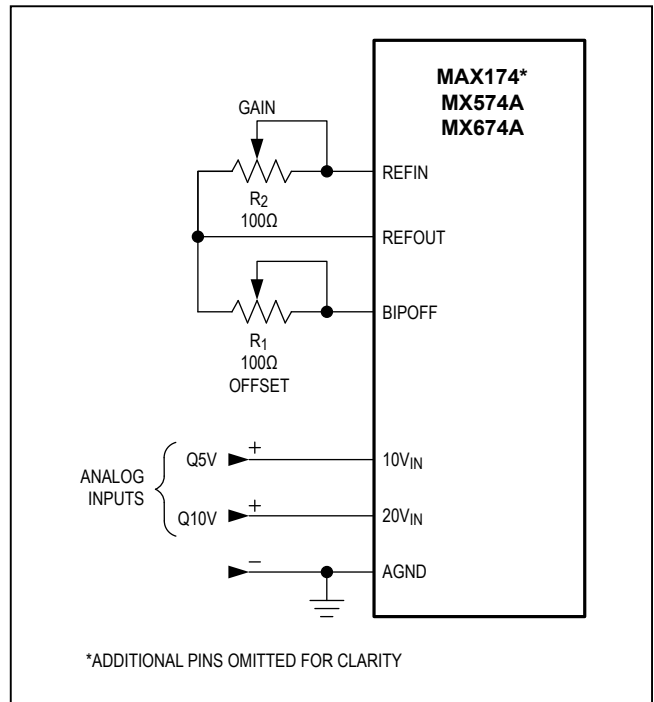 MAX174*
MX574A
MX674A
GAIN
REFIN
R2
100Ω
REFOUT
BIPOFF
R1
100Ω
OFFSET
ANALOG
INPUTS
Q5V
+
10VIN
Q10V
+
20VIN
−
AGND
*ADDITIONAL PINS OMITTED FOR CLARITY